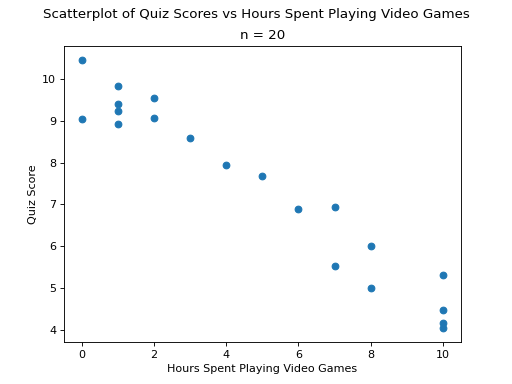 Scatterplot of Quiz Scores vs Hours Spent Playing Video Games
n = 20
10
9
8
7
6
5
4
Quiz Score
0 2 4 6 8 10
Hours Spent Playing Video Games